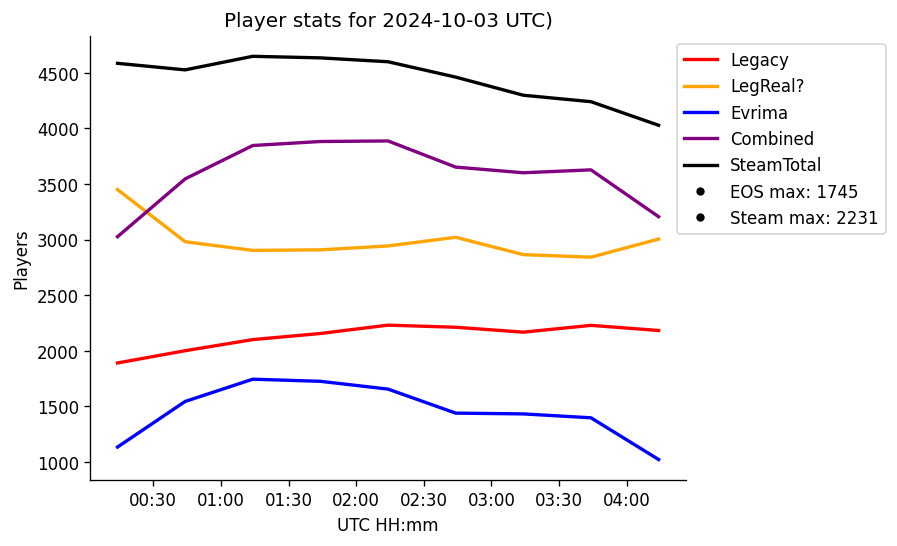 Player stats for 2024-10-03 UTC)
Legacy
LegReal?
Evrima
Combined
SteamTotal
EOS max: 1745
Steam max: 2231
Players
4500
4000
3500
3000
2500
2000
1500
1000
00:30 01:00 01:30 02:00 02:30 03:00 03:30 04:00
UTC HH:mm